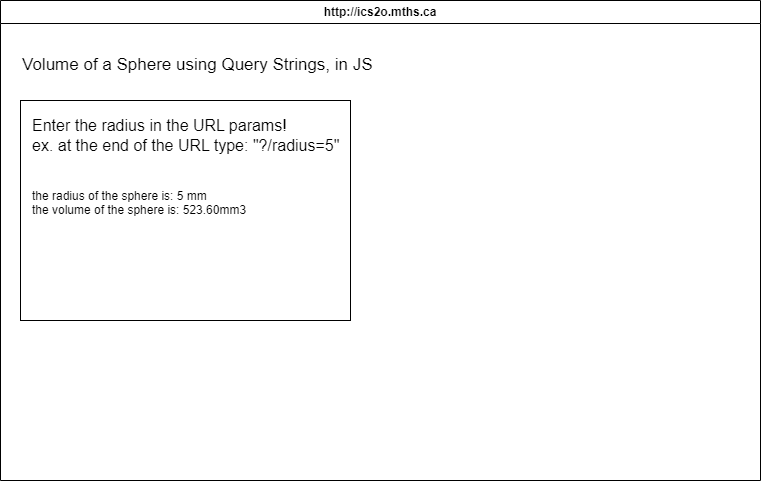 http://ics2o.mths.ca
Volume of a Sphere using Query Strings, in JS
Enter the radius in the URL params!
ex. at the end of the URL type: "?/radius=5"
the radius of the sphere is: 5 mm
the volume of the sphere is: 523.60mm3